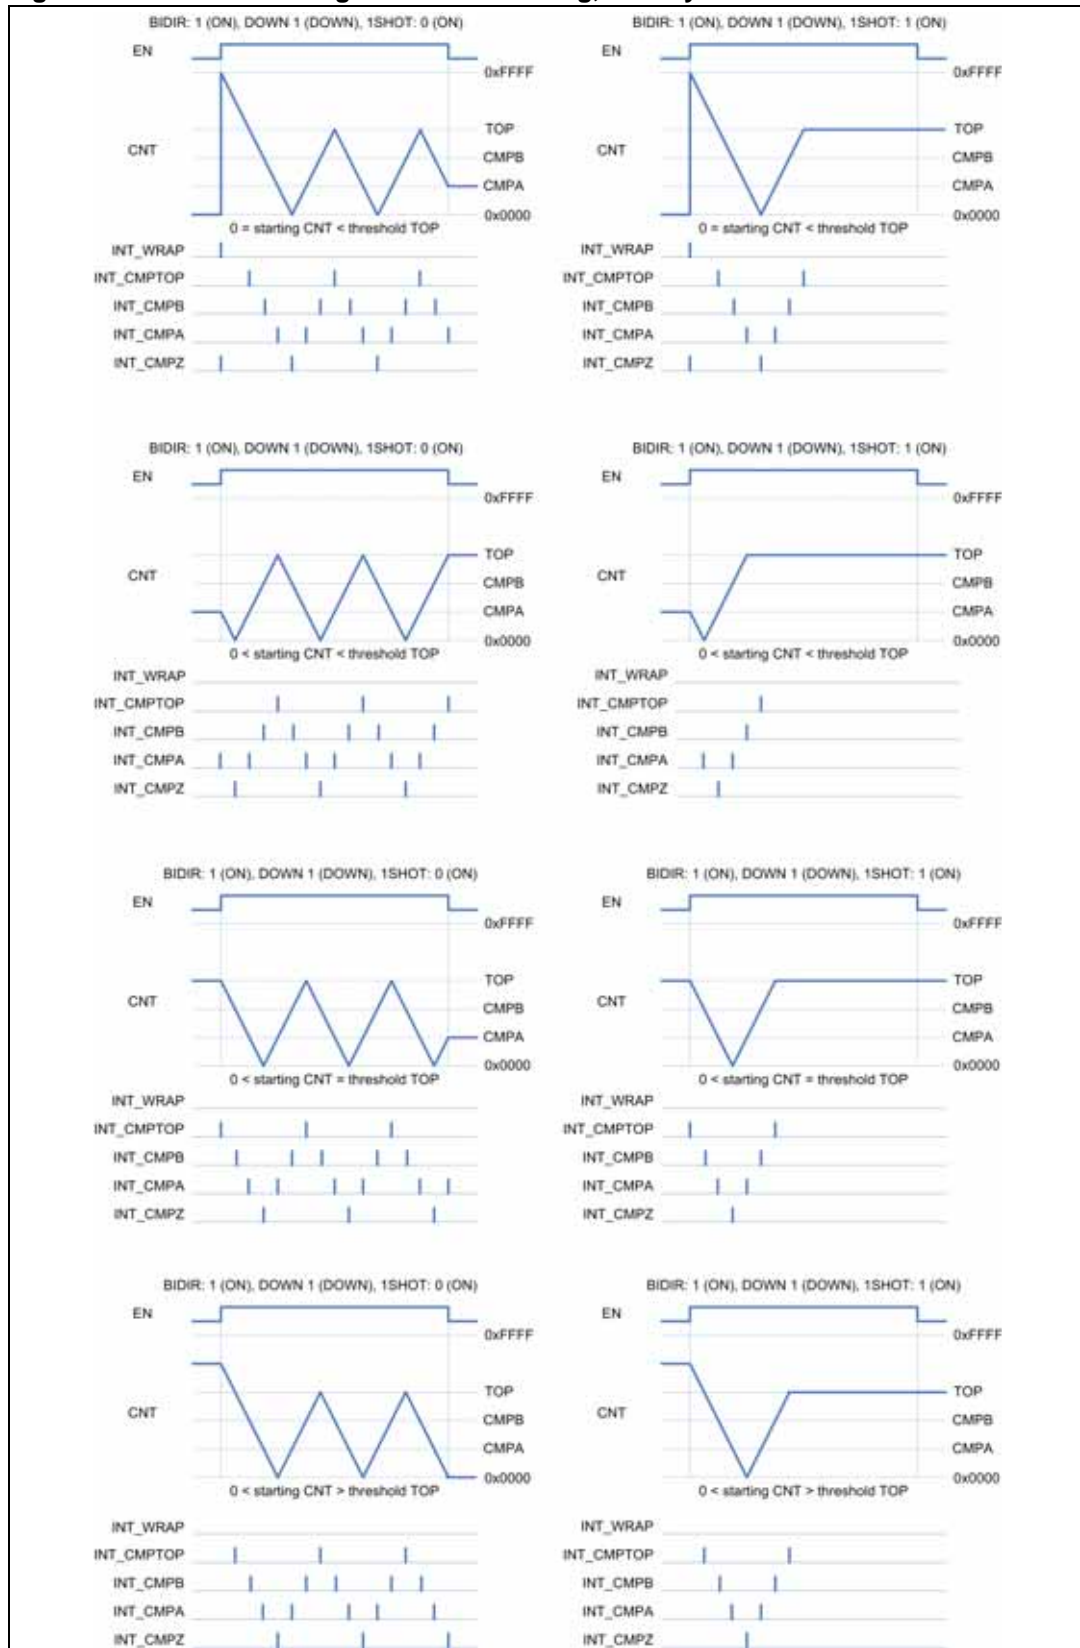 BIDIR: 1 (ON), DOWN 1 (DOWN), 1SHOT: 0 (ON)
EN
0xFFFF
TOP
CNT
CMPB
CMPA
0x0000
0 = starting CNT < threshold TOP
INT_WRAP
INT_CMPTOP
INT_CMPB
INT_CMPA
INT_CMPZ
BIDIR: 1 (ON), DOWN 1 (DOWN), 1SHOT: 1 (ON)
EN
0xFFFF
TOP
CNT
CMPB
CMPA
0x0000
0 = starting CNT < threshold TOP
INT_WRAP
INT_CMPTOP
INT_CMPB
INT_CMPA
INT_CMPZ
BIDIR: 1 (ON), DOWN 1 (DOWN), 1SHOT: 0 (ON)
EN
0xFFFF
TOP
CNT
CMPB
CMPA
0x0000
0 < starting CNT < threshold TOP
INT_WRAP
INT_CMPTOP
INT_CMPB
INT_CMPA
INT_CMPZ
BIDIR: 1 (ON), DOWN 1 (DOWN), 1SHOT: 1 (ON)
EN
0xFFFF
TOP
CNT
CMPB
CMPA
0x0000
0 < starting CNT < threshold TOP
INT_WRAP
INT_CMPTOP
INT_CMPB
INT_CMPA
INT_CMPZ
BIDIR: 1 (ON), DOWN 1 (DOWN), 1SHOT: 0 (ON)
EN
0xFFFF
TOP
CNT
CMPB
CMPA
0x0000
0 < starting CNT = threshold TOP
INT_WRAP
INT_CMPTOP
INT_CMPB
INT_CMPA
INT_CMPZ
BIDIR: 1 (ON), DOWN 1 (DOWN), 1SHOT: 1 (ON)
EN
0xFFFF
TOP
CNT
CMPB
CMPA
0x0000
0 < starting CNT = threshold TOP
INT_WRAP
INT_CMPTOP
INT_CMPB
INT_CMPA
INT_CMPZ
BIDIR: 1 (ON), DOWN 1 (DOWN), 1SHOT: 0 (ON)
EN
0xFFFF
TOP
CNT
CMPB
CMPA
0x0000
0 < starting CNT > threshold TOP
INT_WRAP
INT_CMPTOP
INT_CMPB
INT_CMPA
INT_CMPZ
BIDIR: 1 (ON), DOWN 1 (DOWN), 1SHOT: 1 (ON)
EN
0xFFFF
TOP
CNT
CMPB
CMPA
0x0000
0 < starting CNT > threshold TOP
INT_WRAP
INT_CMPTOP
INT_CMPB
INT_CMPA
INT_CMPZ